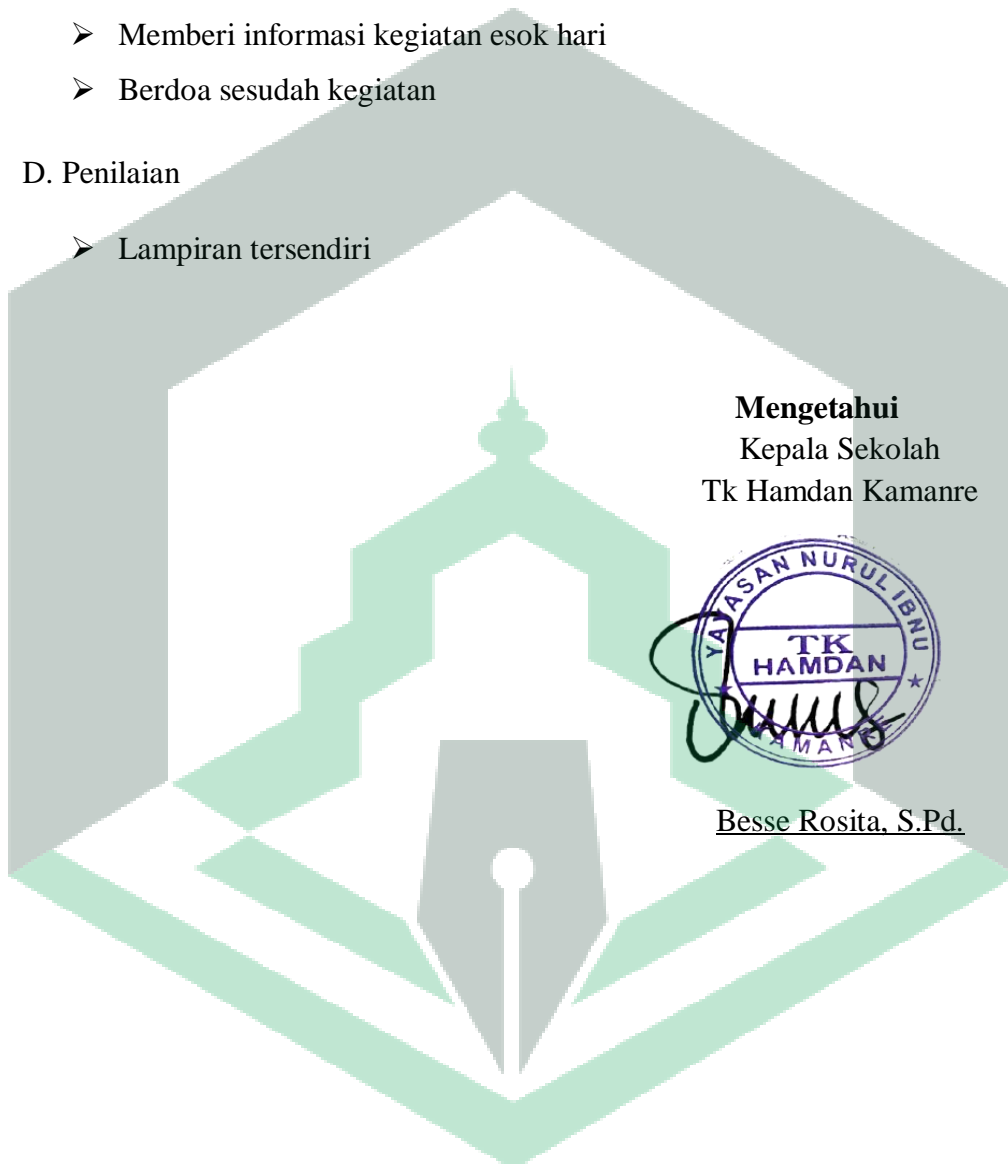 ➢ Memberi informasi kegiatan esok hari
➢ Berdoa sesudah kegiatan
D. Penilaian
➢ Lampiran tersendiri
Mengetahui
Kepala Sekolah
Tk Hamdan Kamanre
YAYASAN NURUL IBNU
TK
HAMDAN
KAMANRE
Besse Rosita, S.Pd.